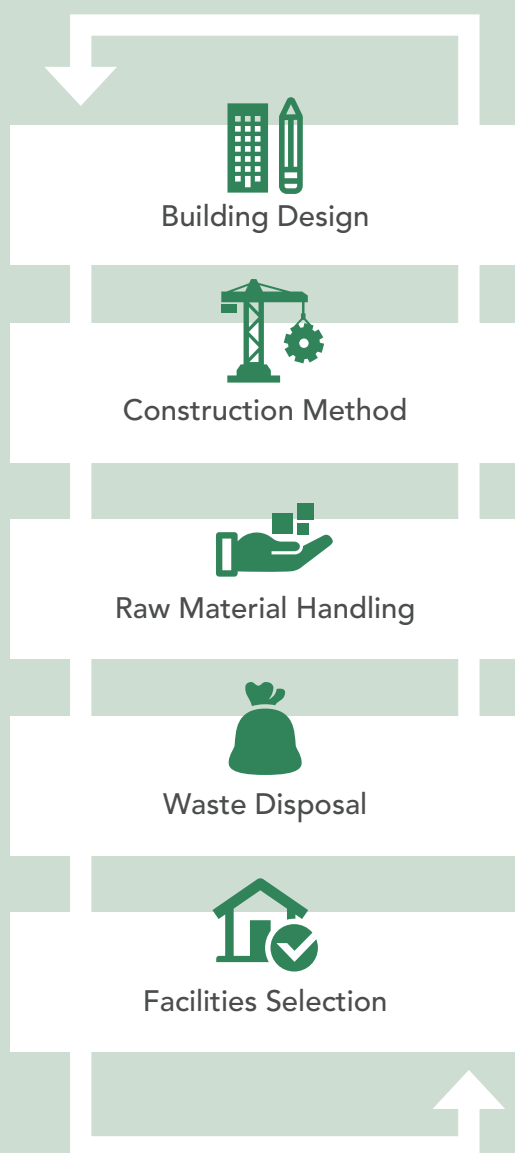 Building Design
Construction Method
Raw Material Handling
Waste Disposal
Facilities Selection